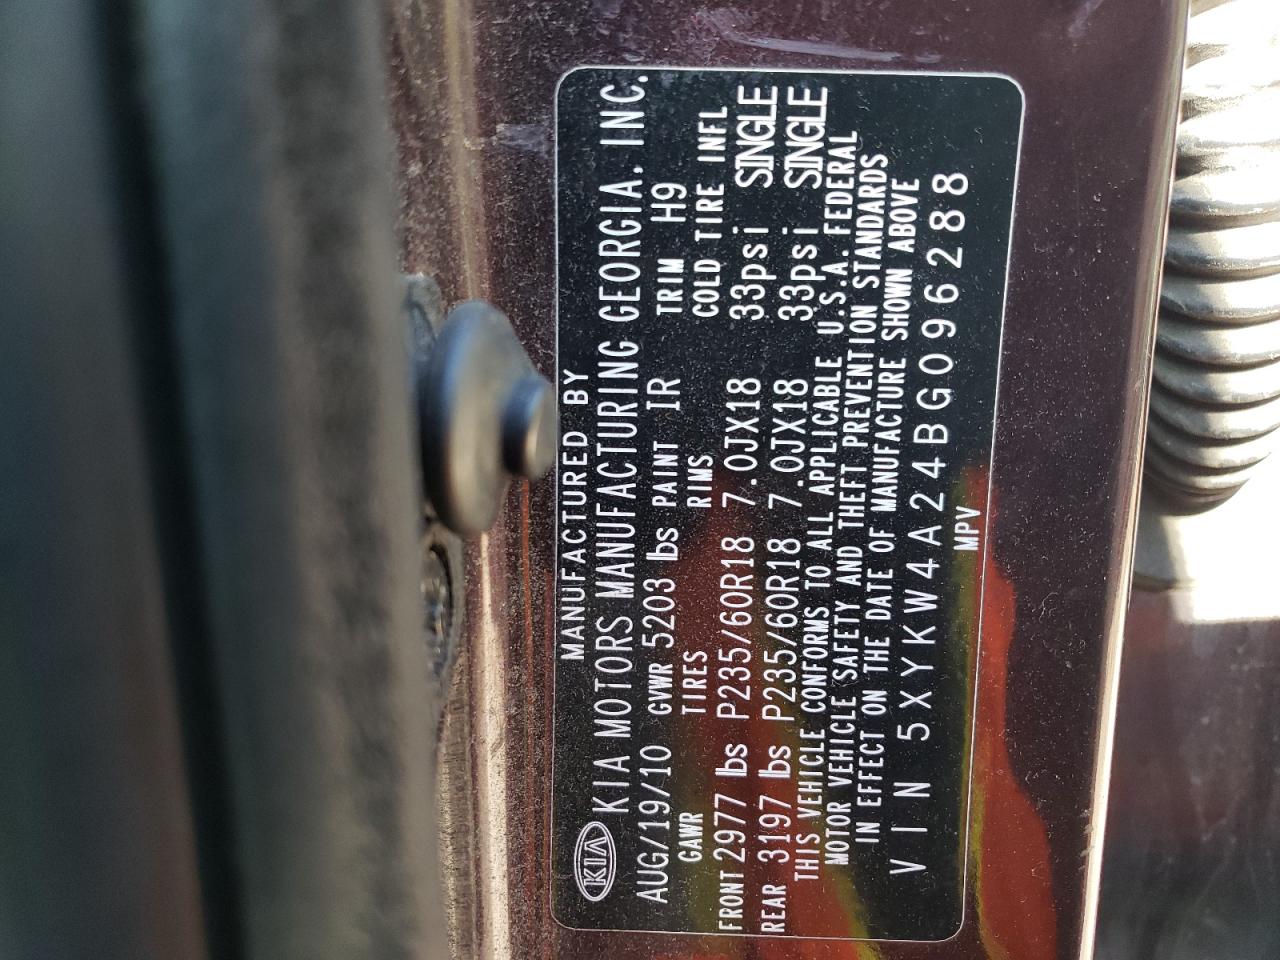 MANUFACTURED BY
KIA KIA MOTORS MANUFACTURING GEORGIA, INC.
AUG/19/10 GVWR 5203 lbs PAINT IR TRIM H9
GAWR TIRES RIMS COLD TIRE INFL
FRONT 2977 lbs P235/60R18 7.0JX18 33psi SINGLE
REAR 3197 lbs P235/60R18 7.0JX18 33psi SINGLE
THIS VEHICLE CONFORMS TO ALL APPLICABLE U.S.A. FEDERAL
MOTOR VEHICLE SAFETY AND THEFT PREVENTION STANDARDS
IN EFFECT ON THE DATE OF MANUFACTURE SHOWN ABOVE
VIN 5XYKW4A24BG096288
MPV